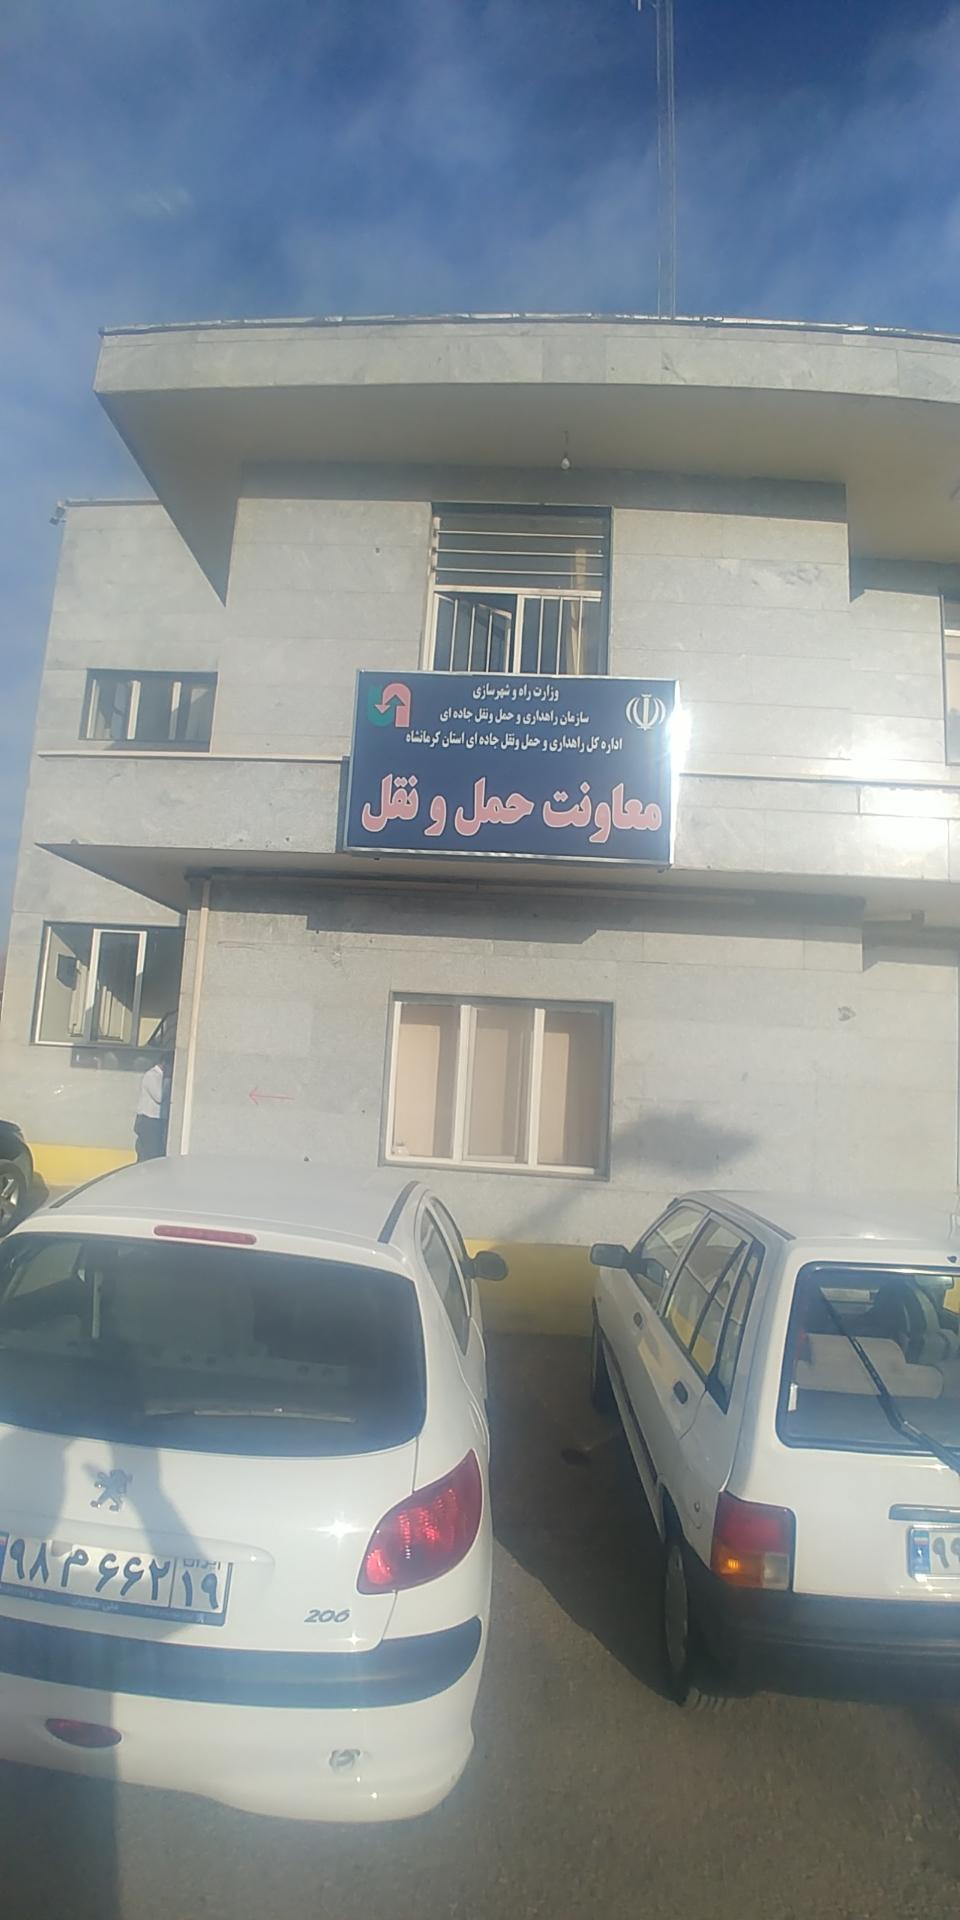 وزارت راه و شهرسازی
سازمان راهداری و حمل ونقل جاده ای
اداره کل راهداری و حمل ونقل جاده ای استان کرمانشاه
معاونت حمل و نقل
ایران
۹۸ م ۶۶۲ ۱۹
206
۹۹